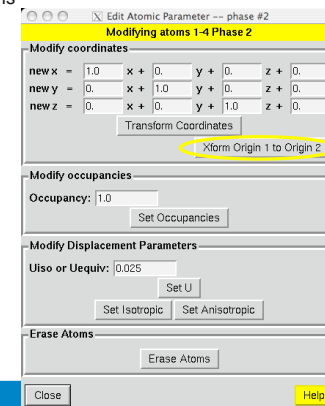 ns
X Edit Atomic Parameter -- phase #2
Modifying atoms 1-4 Phase 2
Modify coordinates
new x = 1.0 x + 0. y + 0. z + 0.
new y = 0. x + 1.0 y + 0. z + 0.
new z = 0. x + 0. y + 1.0 z + 0.
Transform Coordinates
Xform Origin 1 to Origin 2
Modify occupancies
Occupancy: 1.0
Set Occupancies
Modify Displacement Parameters
Uiso or Uequiv: 0.025
Set U
Set Isotropic Set Anisotropic
Erase Atoms
Erase Atoms
Close Help